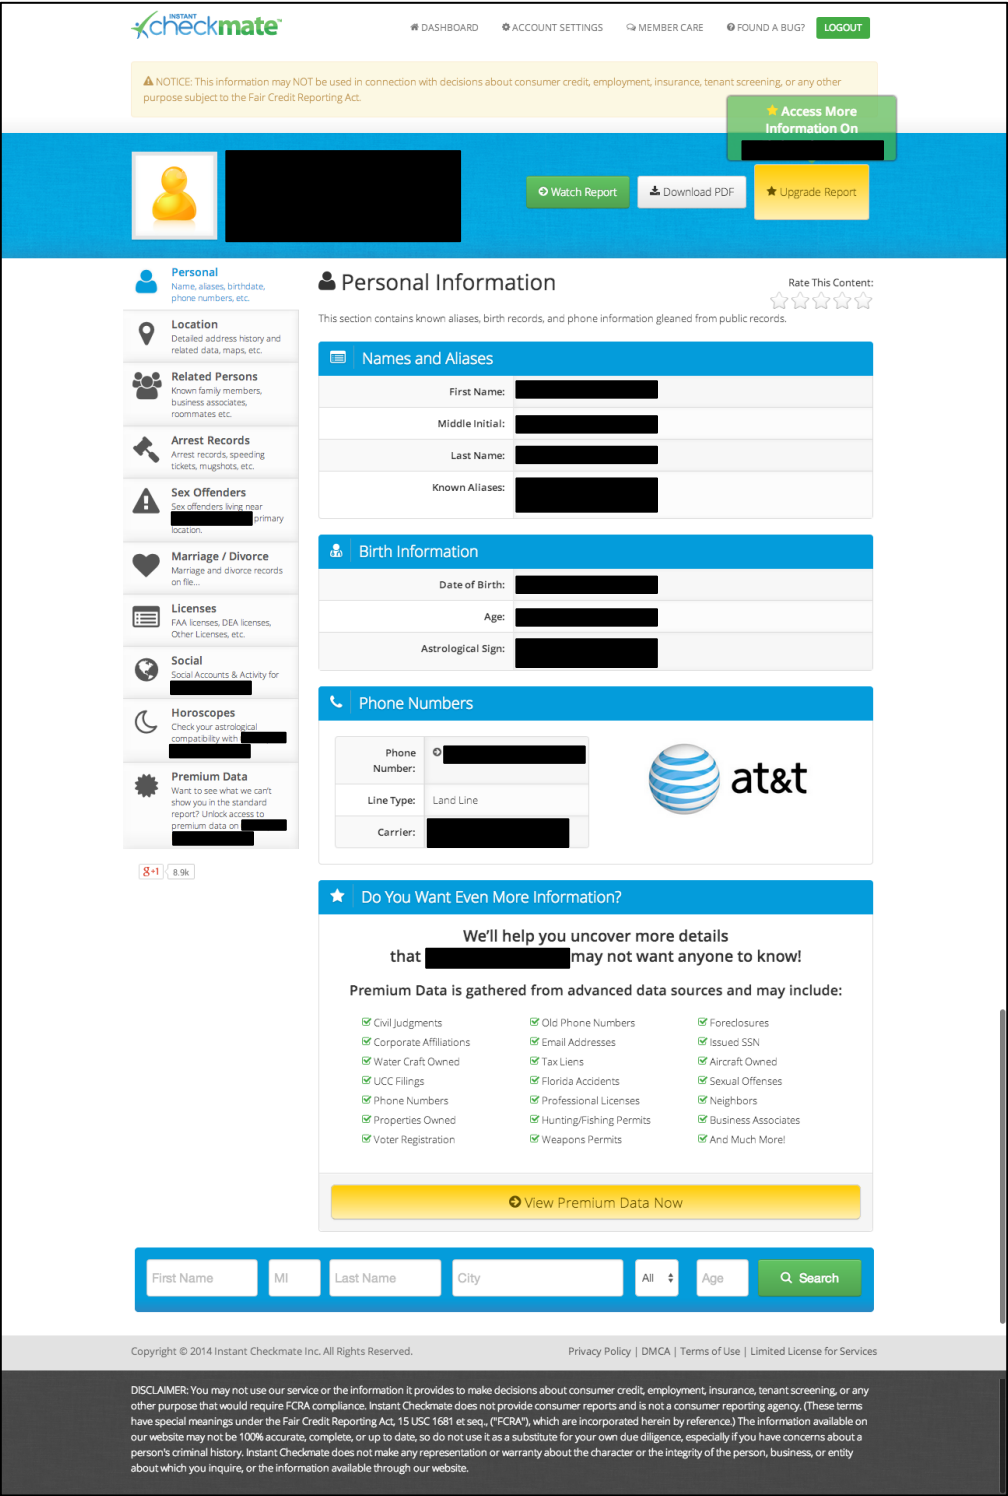 INSTANT
checkmate™
DASHBOARD ACCOUNT SETTINGS MEMBER CARE FOUND A BUG? LOGOUT
NOTICE: This information may NOT be used in connection with decisions about consumer credit, employment, insurance, tenant screening, or any other
purpose subject to the Fair Credit Reporting Act.
Access More
Information On
Watch Report Download PDF Upgrade Report
Personal
Name, aliases, birthdate,
phone numbers, etc.
Location
Detailed address history and
related data, maps, etc.
Related Persons
Known family members,
business associates,
roommates etc.
Arrest Records
Arrest records, speeding
tickets, mugshots, etc.
Sex Offenders
Sex offenders living near
primary
location.
Marriage / Divorce
Marriage and divorce records
on file...
Licenses
FAA licenses, DEA licenses,
Other Licenses, etc.
Social
Social Accounts & Activity for
Horoscopes
Check your astrological
compatibility with
Premium Data
Want to see what we can't
show you in the standard
report? Unlock access to
premium data on
g+1 8.9k
Personal Information
Rate This Content:
This section contains known aliases, birth records, and phone information gleaned from public records.
Names and Aliases
First Name:
Middle Initial:
Last Name:
Known Aliases:
Birth Information
Date of Birth:
Age:
Astrological Sign:
Phone Numbers
Phone
Number:
Line Type: Land Line
Carrier:
at&t
Do You Want Even More Information?
We'll help you uncover more details
that may not want anyone to know!
Premium Data is gathered from advanced data sources and may include:
Civil Judgments Old Phone Numbers Foreclosures
Corporate Affiliations Email Addresses Issued SSN
Water Craft Owned Tax Liens Aircraft Owned
UCC Filings Florida Accidents Sexual Offenses
Phone Numbers Professional Licenses Neighbors
Properties Owned Hunting/Fishing Permits Business Associates
Voter Registration Weapons Permits And Much More!
View Premium Data Now
First Name MI Last Name City All Age Search
Copyright © 2014 Instant Checkmate Inc. All Rights Reserved. Privacy Policy | DMCA | Terms of Use | Limited License for Services
DISCLAIMER: You may not use our service or the information it provides to make decisions about consumer credit, employment, insurance, tenant screening, or any
other purpose that would require FCRA compliance. Instant Checkmate does not provide consumer reports and is not a consumer reporting agency. (These terms
have special meanings under the Fair Credit Reporting Act, 15 USC 1681 et seq., ("FCRA"), which are incorporated herein by reference.) The information available on
our website may not be 100% accurate, complete, or up to date, so do not use it as a substitute for your own due diligence, especially if you have concerns about a
person's criminal history. Instant Checkmate does not make any representation or warranty about the character or the integrity of the person, business, or entity
about which you inquire, or the information available through our website.